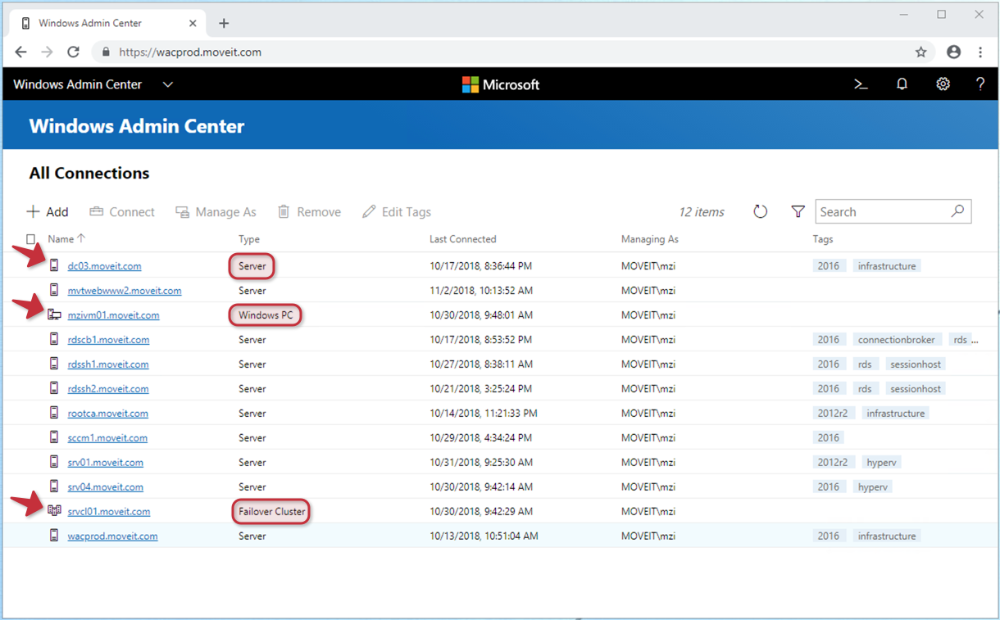 Windows Admin Center
https://wacprod.moveit.com
Windows Admin Center Microsoft >_ ?
Windows Admin Center
All Connections
Add Connect Manage As Remove Edit Tags 12 items Search
Name ↑ Type Last Connected Managing As Tags
dc03.moveit.com Server 10/17/2018, 8:36:44 PM MOVEIT\mzi 2016 infrastructure
mvtwebwww2.moveit.com Server 11/2/2018, 10:13:52 AM MOVEIT\mzi
mzivm01.moveit.com Windows PC 10/30/2018, 9:48:01 AM MOVEIT\mzi
rdscb1.moveit.com Server 10/17/2018, 8:53:52 PM MOVEIT\mzi 2016 connectionbroker rds ...
rdssh1.moveit.com Server 10/27/2018, 8:38:11 AM MOVEIT\mzi 2016 rds sessionhost
rdssh2.moveit.com Server 10/21/2018, 3:25:24 PM MOVEIT\mzi 2016 rds sessionhost
rootca.moveit.com Server 10/14/2018, 11:21:33 PM MOVEIT\mzi 2012r2 infrastructure
sccm1.moveit.com Server 10/29/2018, 4:34:24 PM MOVEIT\mzi 2016
srv01.moveit.com Server 10/31/2018, 9:25:30 AM MOVEIT\mzi 2012r2 hyperv
srv04.moveit.com Server 10/30/2018, 9:42:14 AM MOVEIT\mzi 2016 hyperv
srvcl01.moveit.com Failover Cluster 10/30/2018, 9:42:29 AM MOVEIT\mzi
wacprod.moveit.com Server 10/13/2018, 10:51:04 AM MOVEIT\mzi 2016 infrastructure